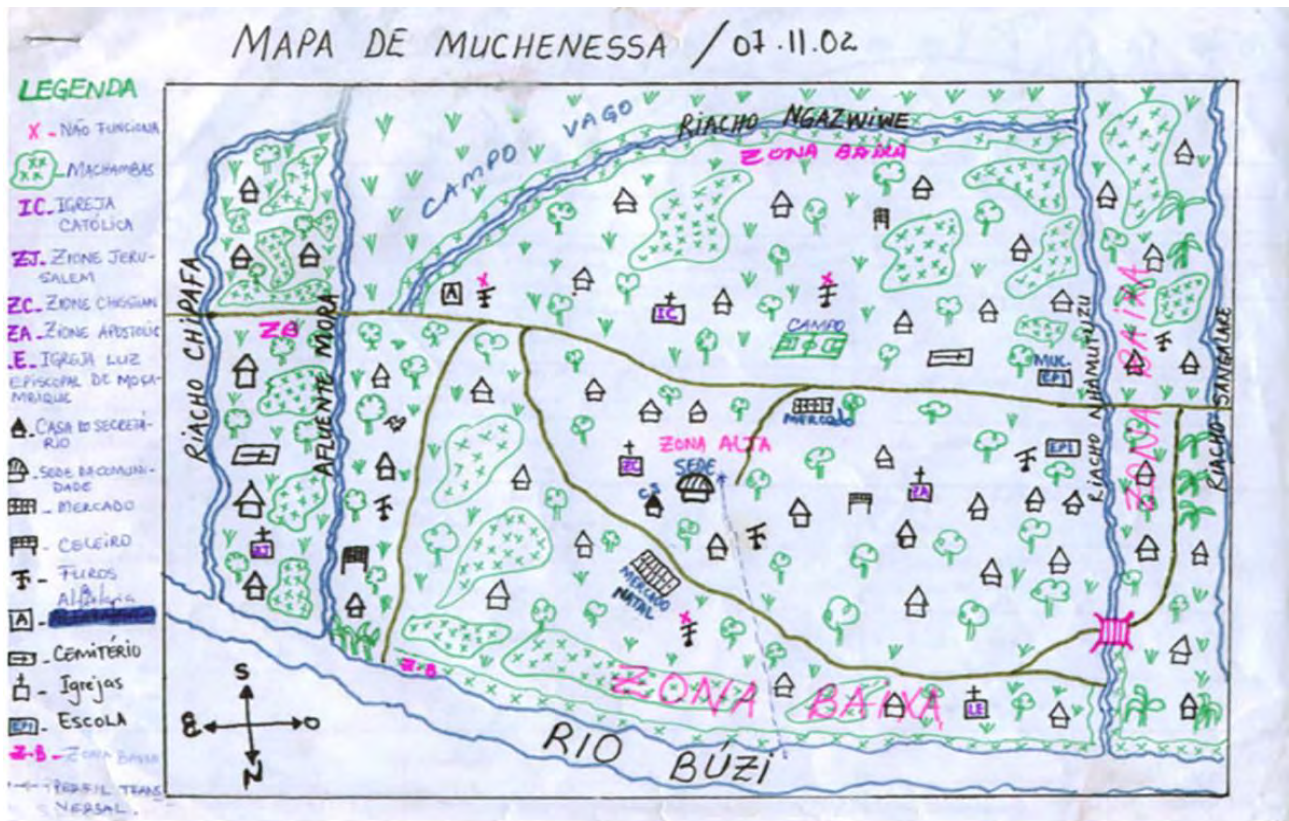 MAPA DE MUCHENESSA / 07.11.02
LEGENDA
X - NÃO FUNCIONA
MACHAMBAS
IC - IGREJA
CATÓLICA
ZJ - ZIONE JERU-
SALEM
ZC - ZIONE
ZA - ZIONE APOSTOLIC
LE - IGREJA LUZ
EPISCOPAL DE MOÇA-
MBIQUE
CASA DO SECRETÁ-
RIO
SEDE DA COMUNI-
DADE
- MERCADO
- CELEIRO
- FUROS
A -
- CEMITÉRIO
- Igrejas
EP1 - Escola
Z-B - ZONA BAIXA
- PERFIL TRANS
VERSAL.
CAMPO VAGO
RIACHO NGAZWIWE
ZONA BAIXA
RIACHO CHIPAFA
AFLUENTE MORA
ZB
A
X
IC
X
CAMPO
MUC.
EP1
RIACHO NHAMUTUZU
ZONA BAIXA
RIACHO SANGALAKE
MERCADO
ZONA ALTA
ZC
SEDE
CS
ZA
EP1
ZJ
MERCADO
NATAL
X
Z-B
ZONA BAIXA
LE
RIO BÚZI
S
E
O
N